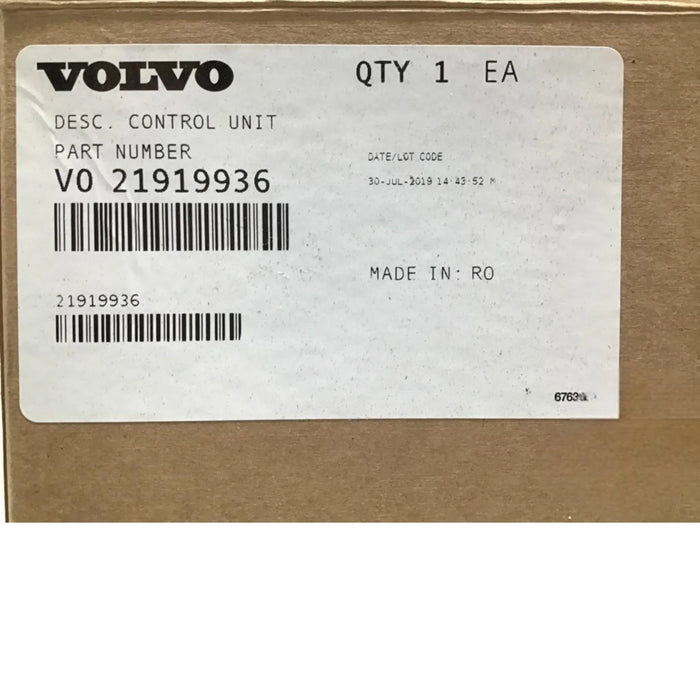 VOLVO
QTY 1 EA
DESC. CONTROL UNIT
PART NUMBER
VO 21919936
DATE/LOT CODE
30-JUL-2019 14:43:52 M
21919936
MADE IN: RO